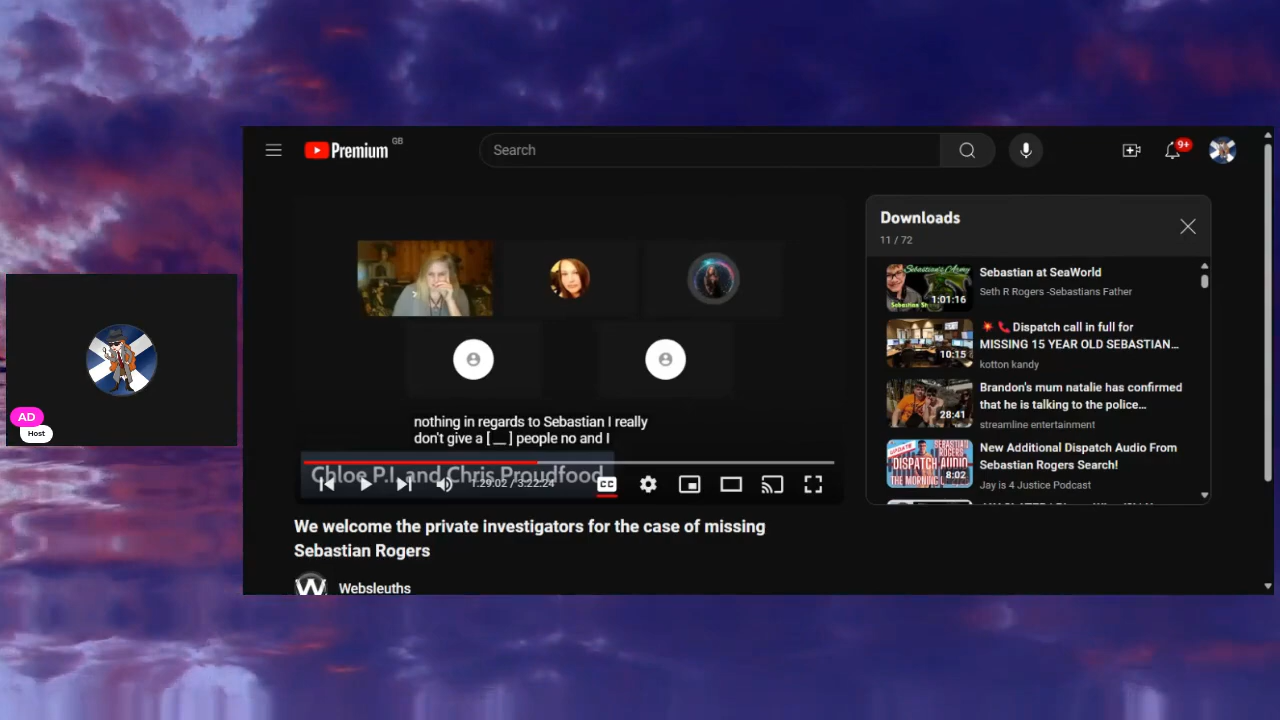 Premium GB
Search
9+
Downloads
11 / 72
Sebastian at SeaWorld
Seth R Rogers -Sebastians Father
1:01:16
Dispatch call in full for
MISSING 15 YEAR OLD SEBASTIAN...
kotton kandy
10:15
Brandon's mum natalie has confirmed
that he is talking to the police...
streamline entertainment
28:41
New Additional Dispatch Audio From
Sebastian Rogers Search!
Jay is 4 Justice Podcast
8:02
AD
Host
nothing in regards to Sebastian I really
don't give a [ __ ] people no and I
Chloe P.I. and Chris Proudfood
1:29:02 / 3:22:24
CC
We welcome the private investigators for the case of missing
Sebastian Rogers
W
Websleuths